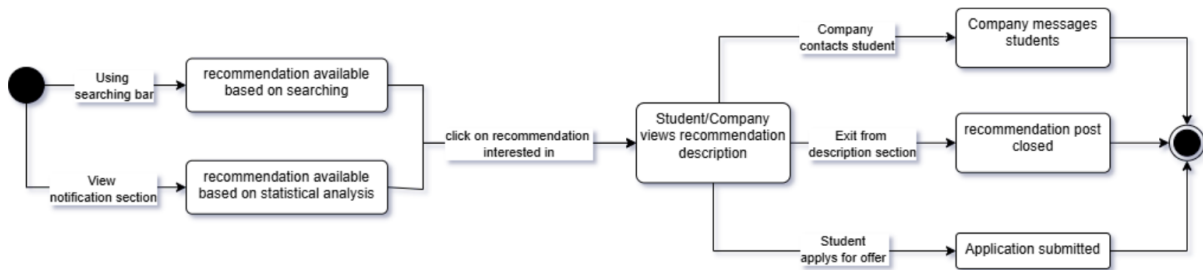 Using
searching bar
recommendation available
based on searching
View
notification section
recommendation available
based on statistical analysis
click on recommendation
interested in
Student/Company
views recommendation
description
Company
contacts student
Company messages
students
Exit from
description section
recommendation post
closed
Student
applys for offer
Application submitted